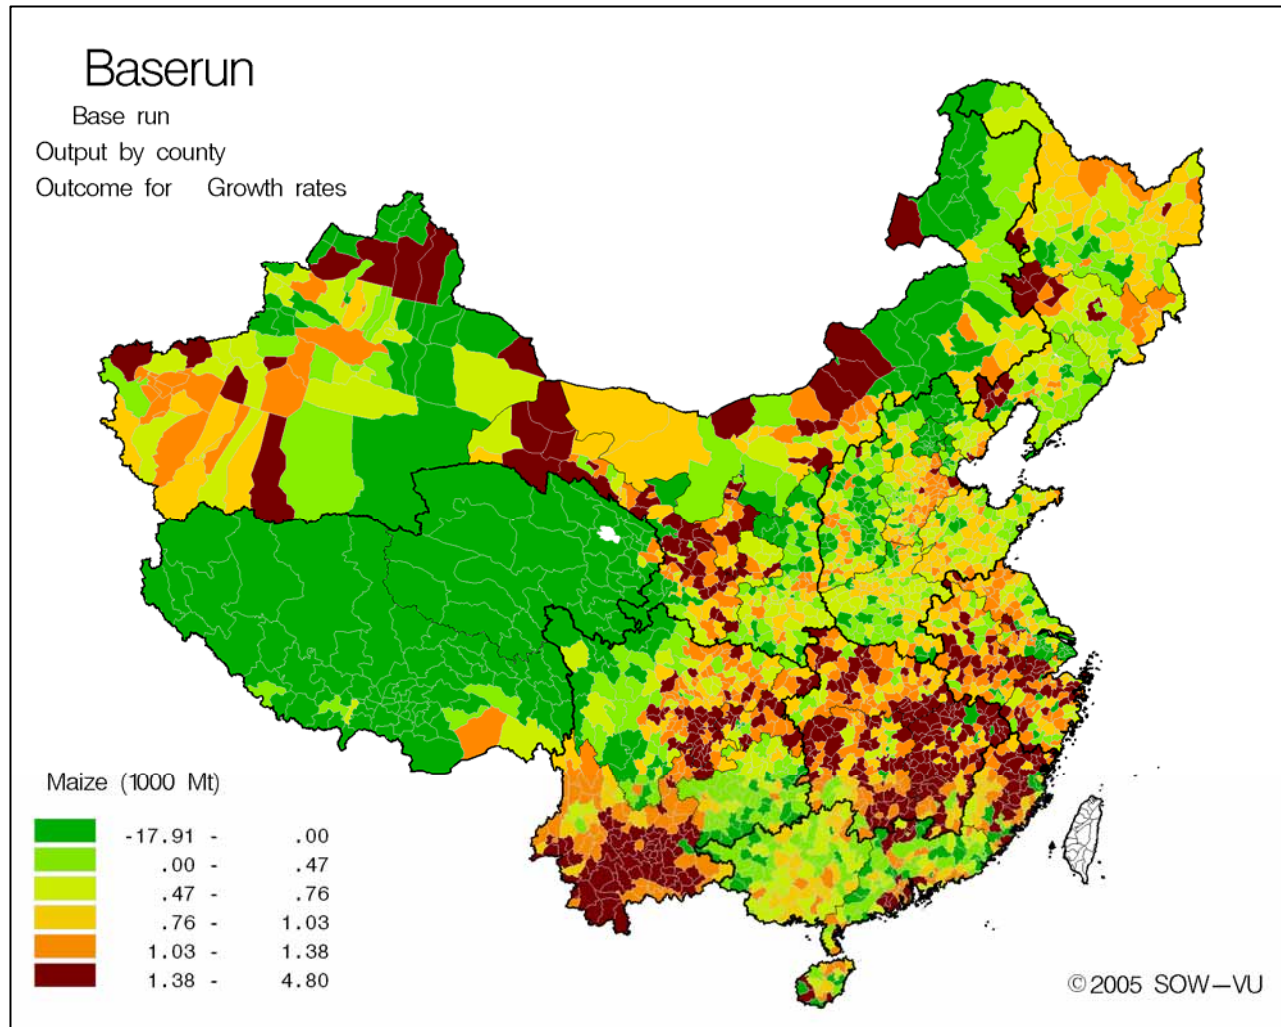 Baserun
Base run
Output by county
Outcome for Growth rates
Maize (1000 Mt)
-17.91 - .00
.00 - .47
.47 - .76
.76 - 1.03
1.03 - 1.38
1.38 - 4.80
©2005 SOW-VU